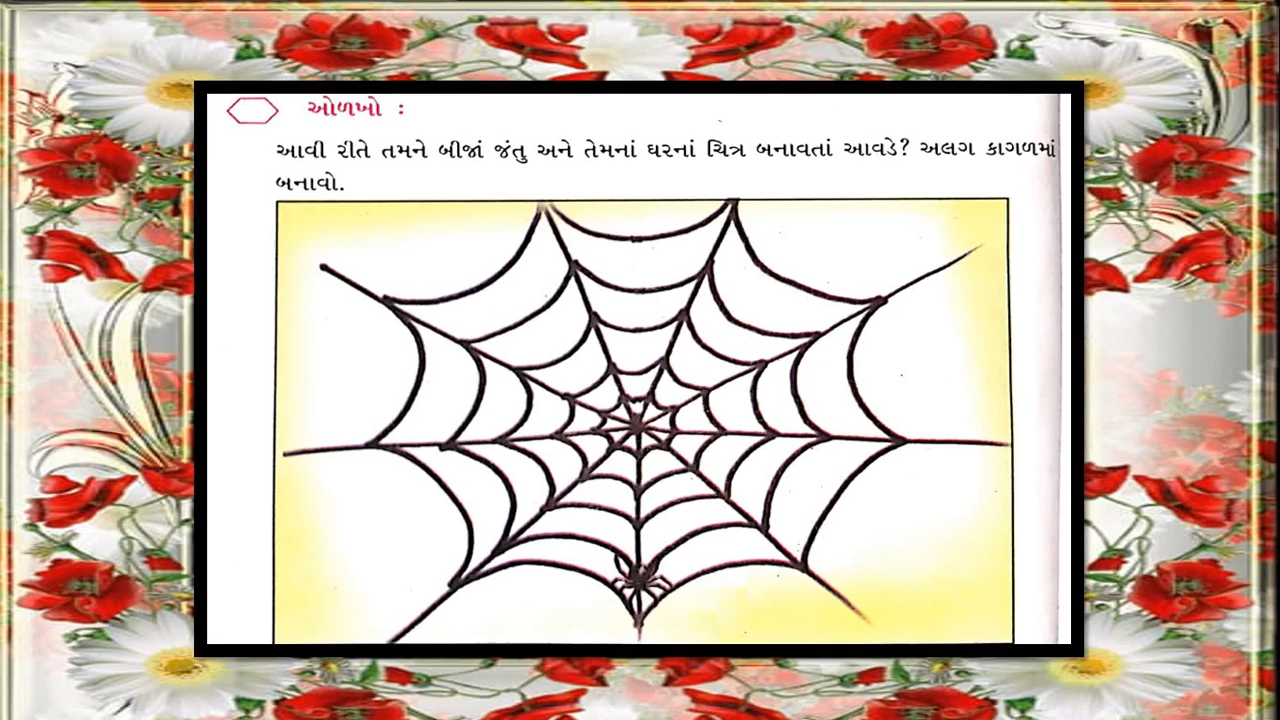 ઓળખો :
આવી રીતે તમને બીજાં જંતુ અને તેમનાં ઘરનાં ચિત્ર બનાવતાં આવડે? અલગ કાગળમાં
બનાવો.